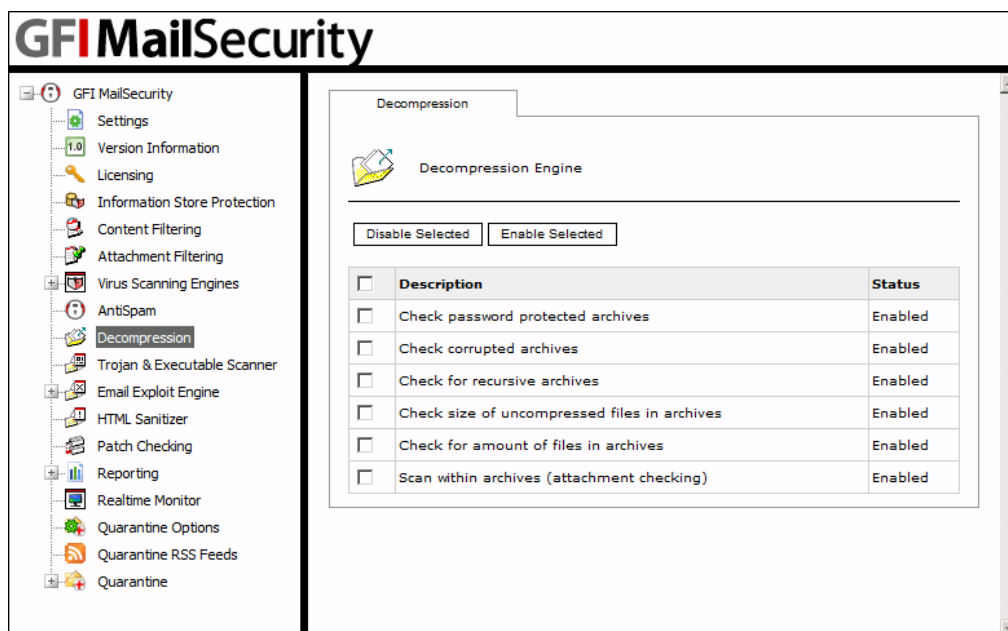 GFI MailSecurity
GFI MailSecurity
Settings
1.0 Version Information
Licensing
Information Store Protection
Content Filtering
Attachment Filtering
Virus Scanning Engines
AntiSpam
Decompression
Trojan & Executable Scanner
Email Exploit Engine
HTML Sanitizer
Patch Checking
Reporting
Realtime Monitor
Quarantine Options
Quarantine RSS Feeds
Quarantine
Decompression
Decompression Engine
Disable Selected Enable Selected
Description Status
Check password protected archives Enabled
Check corrupted archives Enabled
Check for recursive archives Enabled
Check size of uncompressed files in archives Enabled
Check for amount of files in archives Enabled
Scan within archives (attachment checking) Enabled